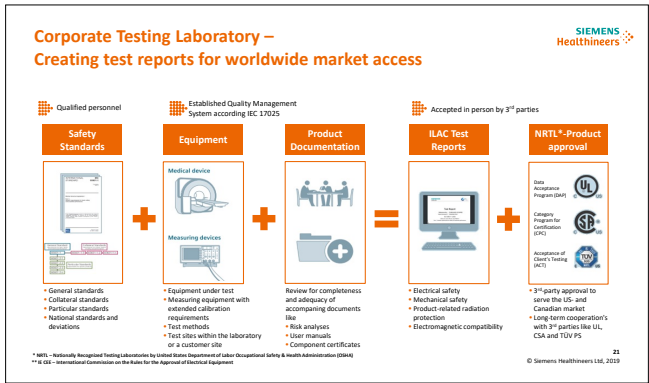 Corporate Testing Laboratory –
Creating test reports for worldwide market access
SIEMENS
Healthineers
Qualified personnel
Established Quality Management
System according IEC 17025
Accepted in person by 3rd parties
Safety
Standards
Equipment
Product
Documentation
ILAC Test
Reports
NRTL*-Product
approval
Medical device
Measuring devices
Data
Acceptance
Program (DAP)
UL
C
US
Category
Program for
Certification
(CPC)
C
US
Acceptance of
Client's Testing
(ACT)
TÜV
C
US
• General standards
• Collateral standards
• Particular standards
• National standards and
deviations
• Equipment under test
• Measuring equipment with
extended calibration
requirements
• Test methods
• Test sites within the laboratory
or a customer site
Review for completeness
and adequacy of
accompanying documents
like
• Risk analyses
• User manuals
• Component certificates
• Electrical safety
• Mechanical safety
• Product-related radiation
protection
• Electromagnetic compatibility
• 3rd-party approval to
serve the US- and
Canadian market
• Long-term cooperation's
with 3rd parties like UL,
CSA and TÜV PS
* NRTL – Nationally Recognized Testing Laboratories by United States Department of Labor Occupational Safety & Health Administration (OSHA)
** IE CEE – International Commission on the Rules for the Approval of Electrical Equipment
21
© Siemens Healthineers Ltd, 2019